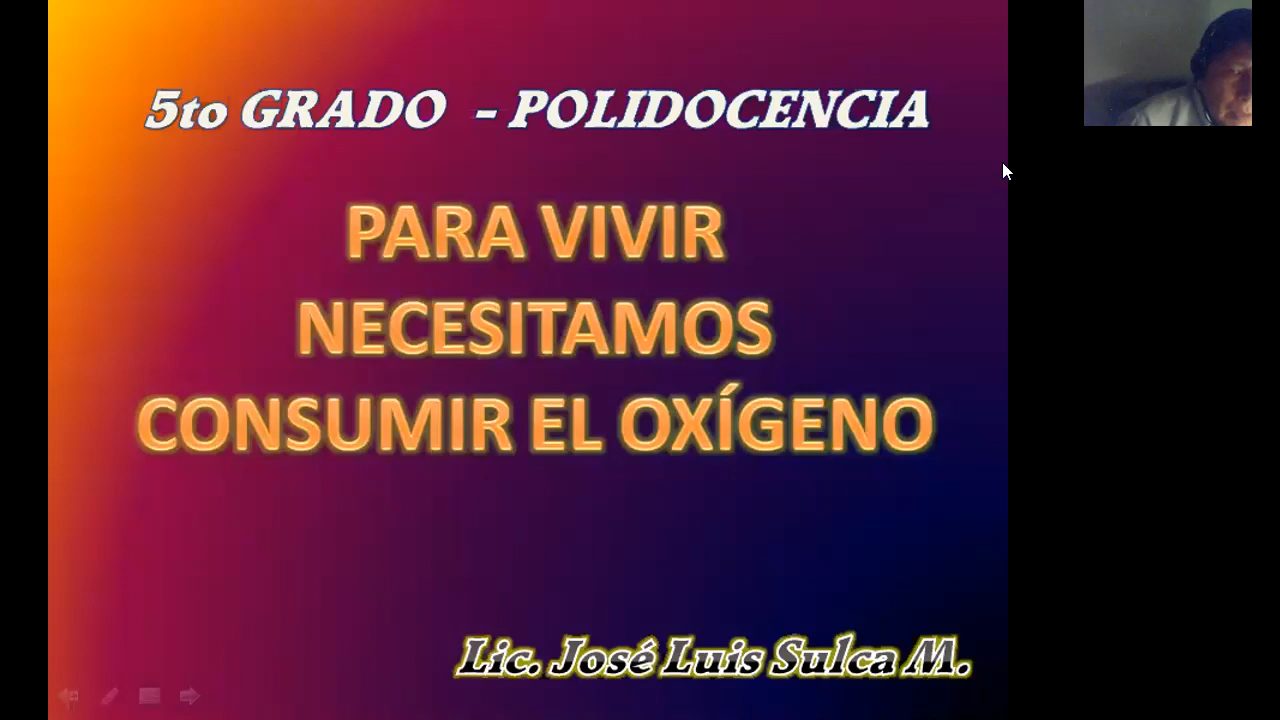 5to GRADO - POLIDOCENCIA
PARA VIVIR
NECESITAMOS
CONSUMIR EL OXÍGENO
Lic. José Luis Sulca M.